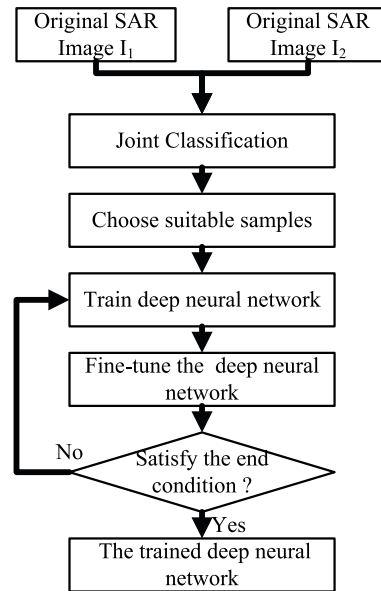 Original SAR
Image I₁
Original SAR
Image I₂
Joint Classification
Choose suitable samples
Train deep neural network
Fine-tune the deep neural
network
No
Satisfy the end
condition ?
Yes
The trained deep neural
network